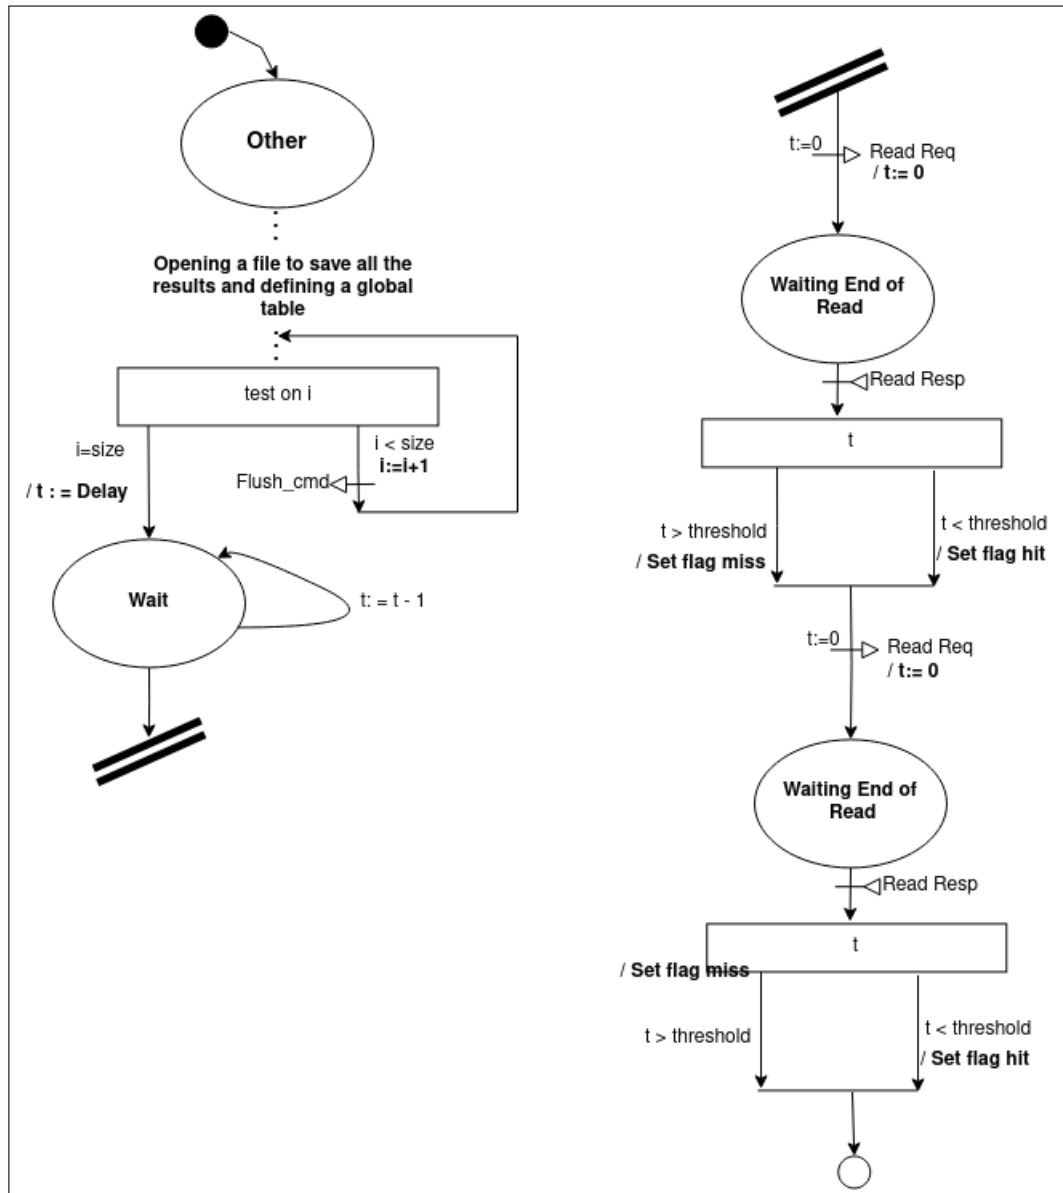 Other
Opening a file to save all the
results and defining a global
table
test on i
i=size
/ t : = Delay
i < size
i:=i+1
Flush_cmd
Wait
t: = t - 1
t:=0
Read Req
/ t:= 0
Waiting End of
Read
Read Resp
t
t > threshold
/ Set flag miss
t < threshold
/ Set flag hit
t:=0
Read Req
/ t:= 0
Waiting End of
Read
Read Resp
t
/ Set flag miss
t > threshold
t < threshold
/ Set flag hit